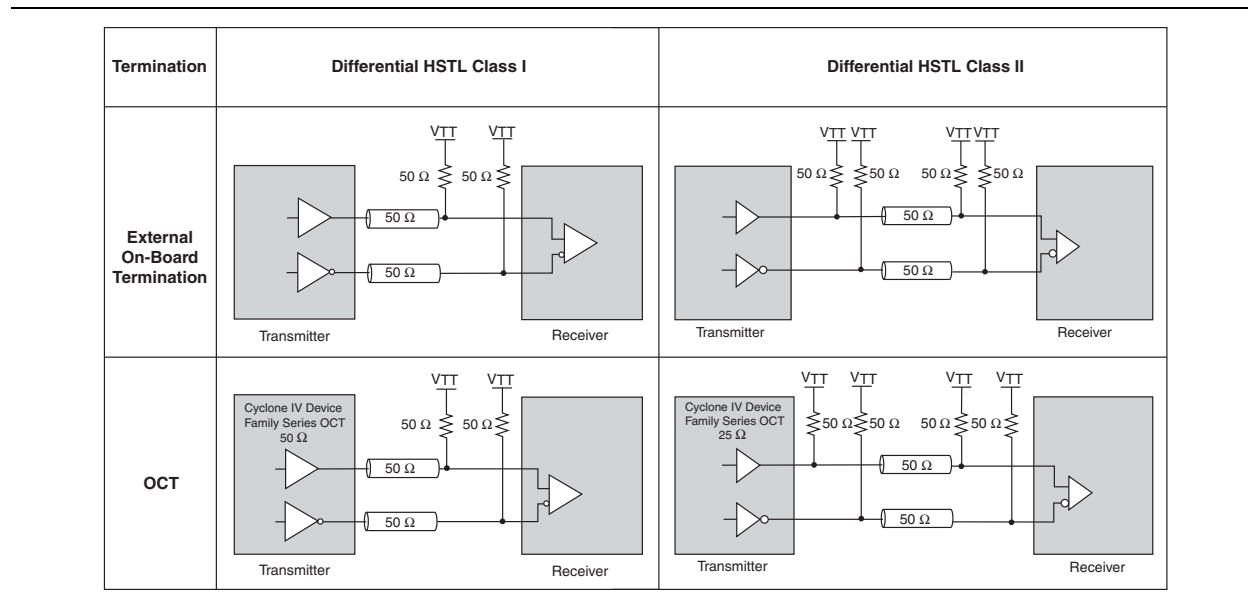 Termination
Differential HSTL Class I
Differential HSTL Class II
External
On-Board
Termination
VTT VTT
50 Ω 50 Ω
50 Ω
50 Ω
Transmitter
Receiver
VTT VTT VTT VTT
50 Ω 50 Ω 50 Ω 50 Ω
50 Ω
50 Ω
Transmitter
Receiver
OCT
Cyclone IV Device
Family Series OCT
50 Ω
VTT VTT
50 Ω 50 Ω
50 Ω
50 Ω
Transmitter
Receiver
Cyclone IV Device
Family Series OCT
25 Ω
VTT VTT VTT VTT
50 Ω 50 Ω 50 Ω 50 Ω
50 Ω
50 Ω
Transmitter
Receiver